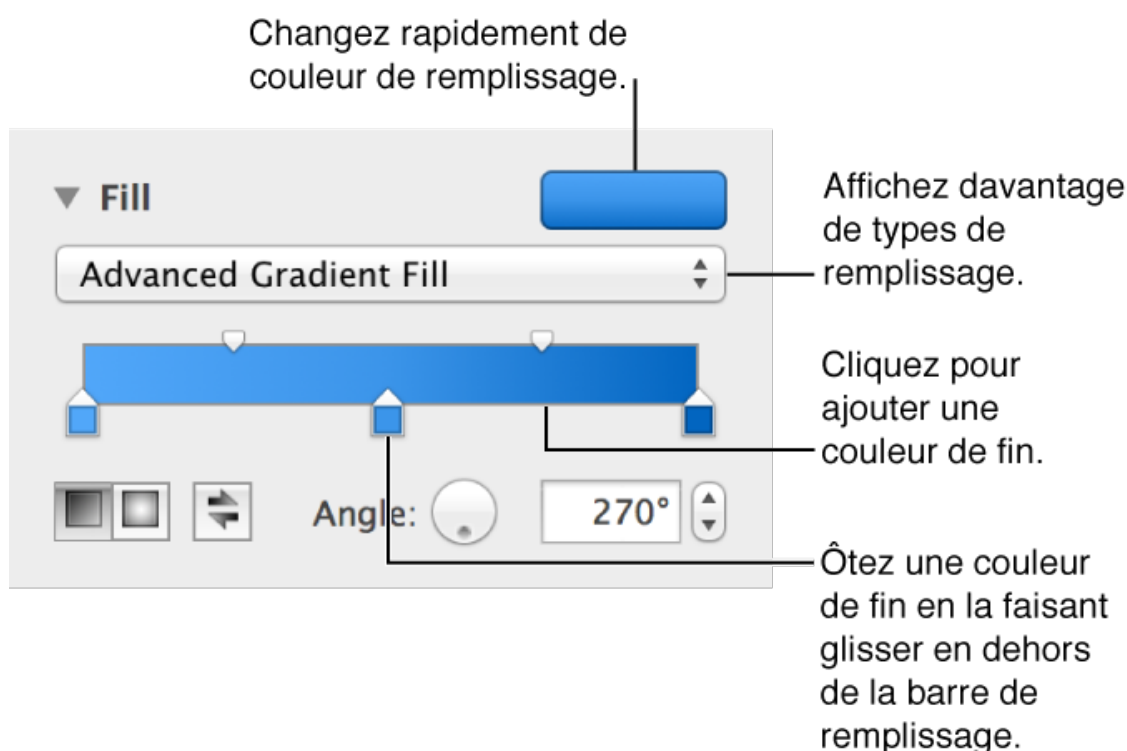 Changez rapidement de
couleur de remplissage.
Fill
Affichez davantage
de types de
remplissage.
Advanced Gradient Fill
Cliquez pour
ajouter une
couleur de fin.
Angle:
270°
Ôtez une couleur
de fin en la faisant
glisser en dehors
de la barre de
remplissage.